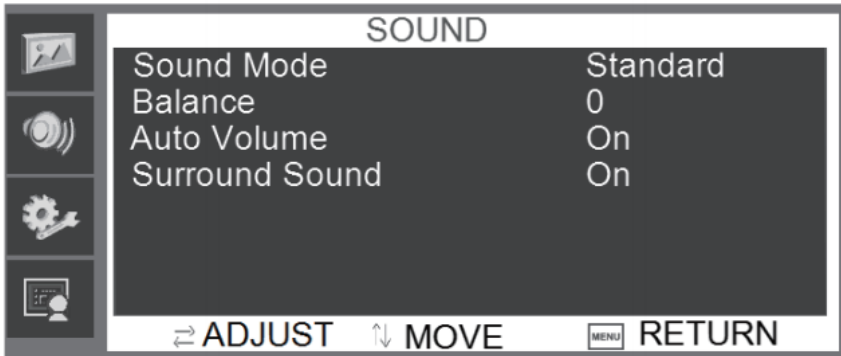 SOUND
Sound Mode Standard
Balance 0
Auto Volume On
Surround Sound On
ADJUST MOVE MENU RETURN